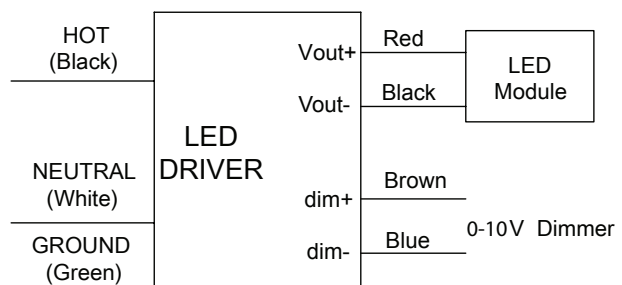 HOT
(Black)
NEUTRAL
(White)
GROUND
(Green)
LED
DRIVER
Vout+
Vout-
dim+
dim-
Red
Black
Brown
Blue
LED
Module
0-10V Dimmer